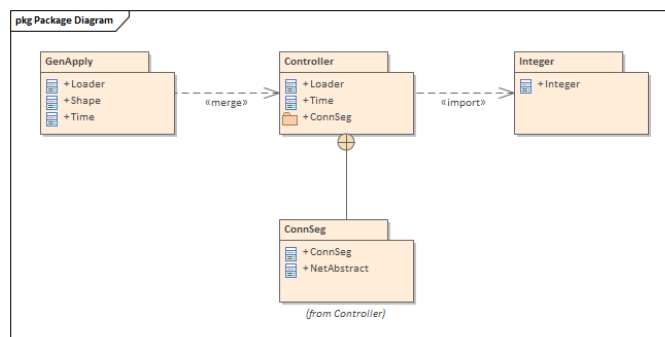 pkg Package Diagram
GenApply
+ Loader
+ Shape
+ Time
«merge»
Controller
+ Loader
+ Time
+ ConnSeg
«import»
Integer
+ Integer
ConnSeg
+ ConnSeg
+ NetAbstract
(from Controller)